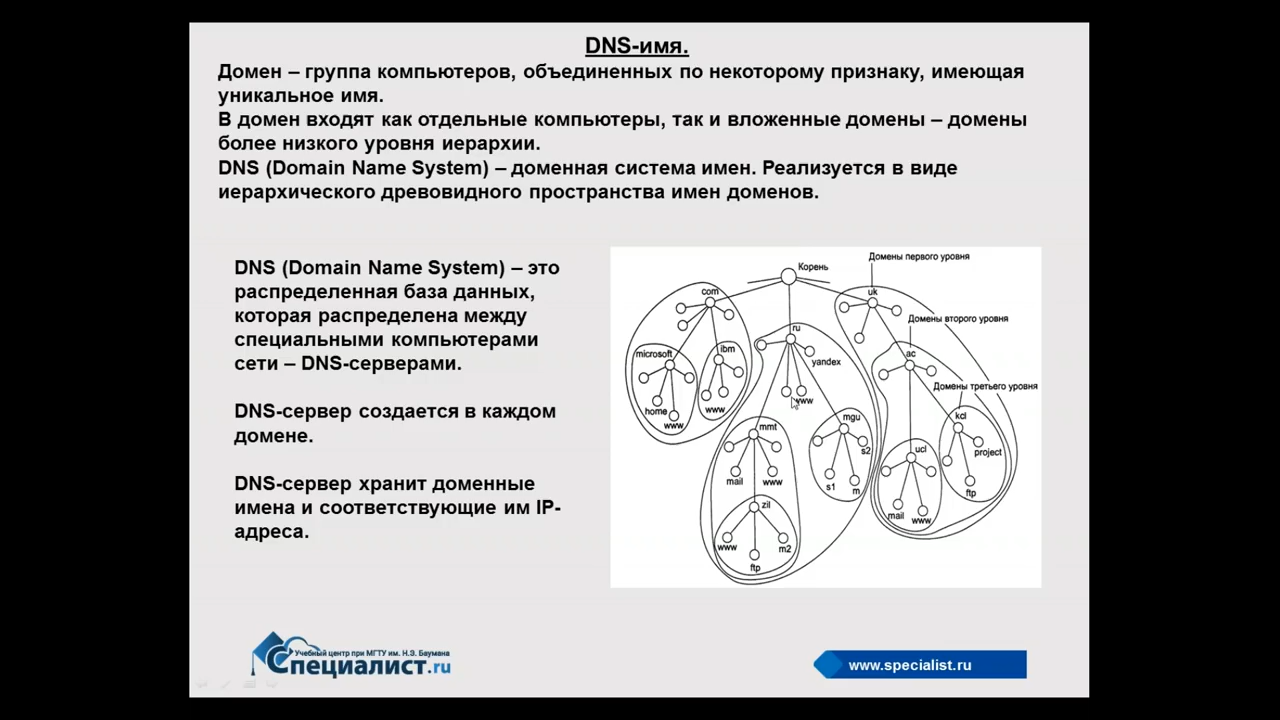 DNS-имя.
Домен – группа компьютеров, объединенных по некоторому признаку, имеющая
уникальное имя.
В домен входят как отдельные компьютеры, так и вложенные домены – домены
более низкого уровня иерархии.
DNS (Domain Name System) – доменная система имен. Реализуется в виде
иерархического древовидного пространства имен доменов.
DNS (Domain Name System) – это
распределенная база данных,
которая распределена между
специальными компьютерами
сети – DNS-серверами.
DNS-сервер создается в каждом
домене.
DNS-сервер хранит доменные
имена и соответствующие им IP-
адреса.
Домены первого уровня
Корень
com
uk
Домены второго уровня
ru
microsoft
ibm
yandex
ac
Домены третьего уровня
home
www
www
www
mgu
kcl
mmt
s2
ucl
project
mail
www
s1
m
ftp
zil
mail
www
www
m2
ftp
Учебный центр при МГТУ им. Н.Э. Баумана
Специалист.ru
www.specialist.ru